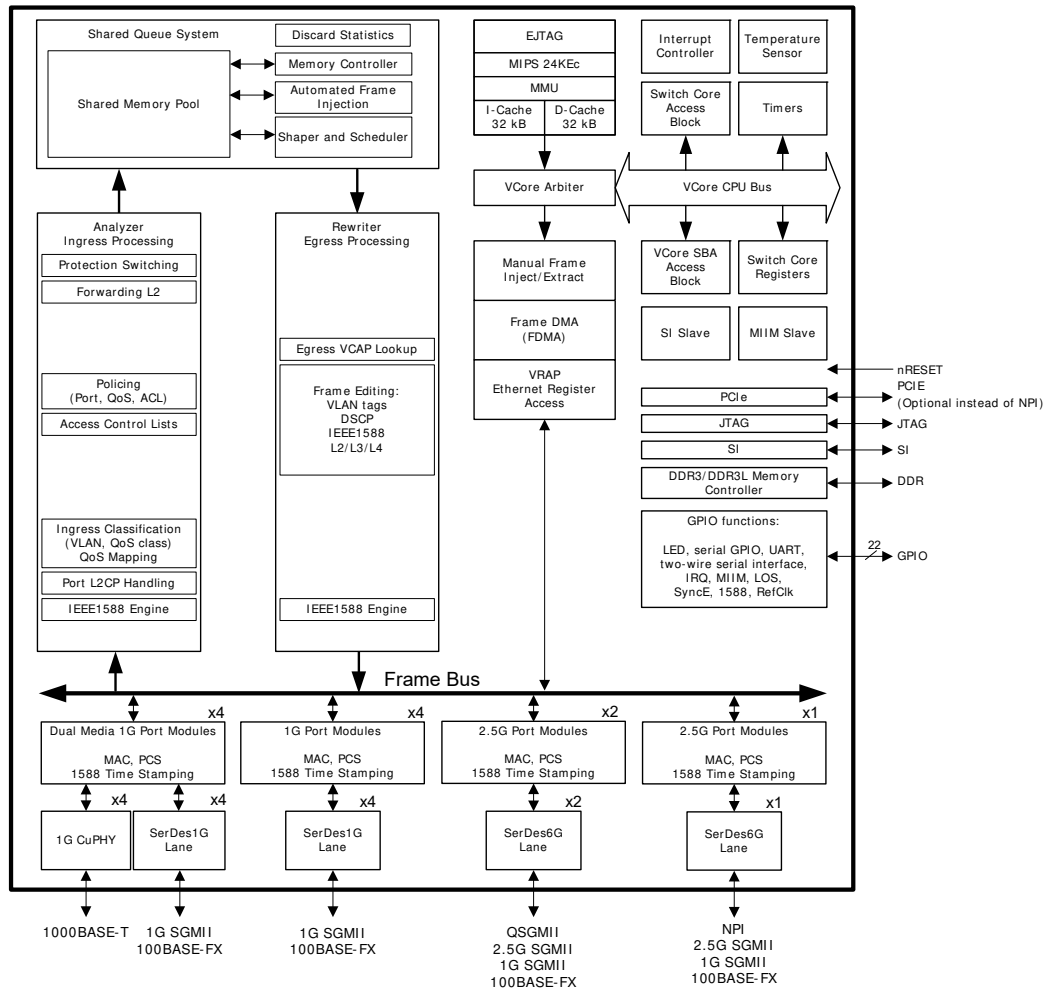 Shared Queue System
Discard Statistics
Memory Controller
Shared Memory Pool
Automated Frame
Injection
Shaper and Scheduler
EJTAG
MIPS 24KEc
MMU
I-Cache
32 kB
D-Cache
32 kB
Interrupt
Controller
Temperature
Sensor
Switch Core
Access
Block
Timers
VCore Arbiter
VCore CPU Bus
Analyzer
Ingress Processing
Protection Switching
Forwarding L2
Policing
(Port, QoS, ACL)
Access Control Lists
Ingress Classification
(VLAN, QoS class)
QoS Mapping
Port L2CP Handling
IEEE1588 Engine
Rewriter
Egress Processing
Egress VCAP Lookup
Frame Editing:
VLAN tags
DSCP
IEEE1588
L2/L3/L4
IEEE1588 Engine
Manual Frame
Inject/Extract
Frame DMA
(FDMA)
VRAP
Ethernet Register
Access
VCore SBA
Access
Block
Switch Core
Registers
SI Slave
MIIM Slave
nRESET
PCIe
PCIE
(Optional instead of NPI)
JTAG
JTAG
SI
SI
DDR3/DDR3L Memory
Controller
DDR
GPIO functions:
LED, serial GPIO, UART,
two-wire serial interface,
IRQ, MIIM, LOS,
SyncE, 1588, RefClk
22
GPIO
Frame Bus
x4
Dual Media 1G Port Modules
MAC, PCS
1588 Time Stamping
x4
1G Port Modules
MAC, PCS
1588 Time Stamping
x2
2.5G Port Modules
MAC, PCS
1588 Time Stamping
x1
2.5G Port Modules
MAC, PCS
1588 Time Stamping
x4
1G CuPHY
x4
SerDes1G
Lane
x4
SerDes1G
Lane
x2
SerDes6G
Lane
x1
SerDes6G
Lane
1000BASE-T
1G SGMII
100BASE-FX
1G SGMII
100BASE-FX
QSGMII
2.5G SGMII
1G SGMII
100BASE-FX
NPI
2.5G SGMII
1G SGMII
100BASE-FX